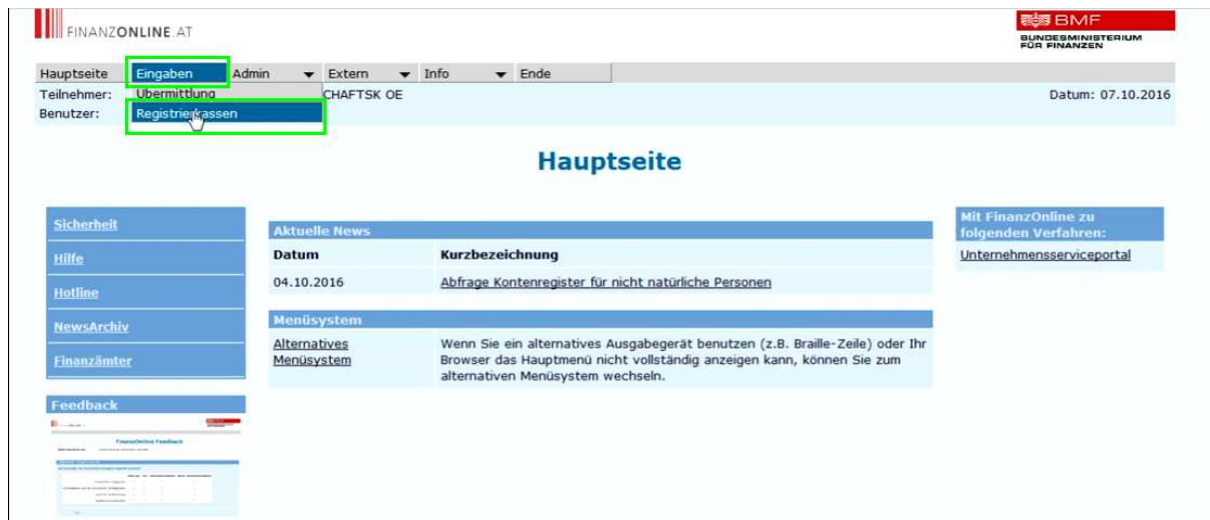 FINANZONLINE.AT
BMF
BUNDESMINISTERIUM
FÜR FINANZEN
Hauptseite Eingaben Admin Extern Info Ende
Teilnehmer: Übermittlung CHAFTSK OE Datum: 07.10.2016
Benutzer: Registrierkassen
Hauptseite
Sicherheit
Hilfe
Hotline
NewsArchiv
Finanzämter
Feedback
FinanzOnline Feedback
Aktuelle News
Datum Kurzbezeichnung
04.10.2016 Abfrage Kontenregister für nicht natürliche Personen
Menüsystem
Alternatives
Menüsystem
Wenn Sie ein alternatives Ausgabegerät benutzen (z.B. Braille-Zeile) oder Ihr
Browser das Hauptmenü nicht vollständig anzeigen kann, können Sie zum
alternativen Menüsystem wechseln.
Mit FinanzOnline zu
folgenden Verfahren:
Unternehmensserviceportal